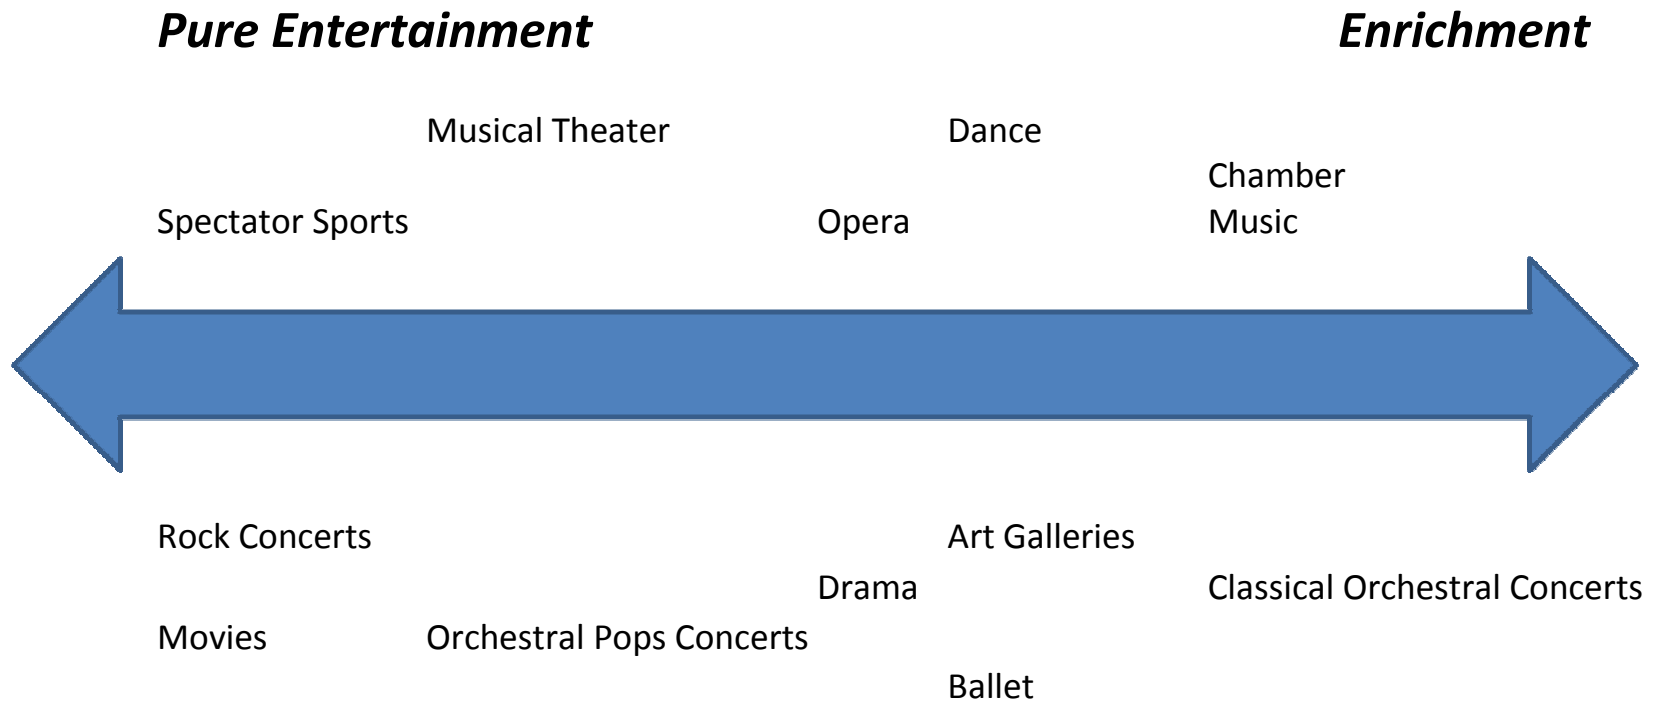 Pure Entertainment
Enrichment
Musical Theater
Dance
Chamber
Music
Spectator Sports
Opera
Rock Concerts
Art Galleries
Drama
Classical Orchestral Concerts
Movies
Orchestral Pops Concerts
Ballet